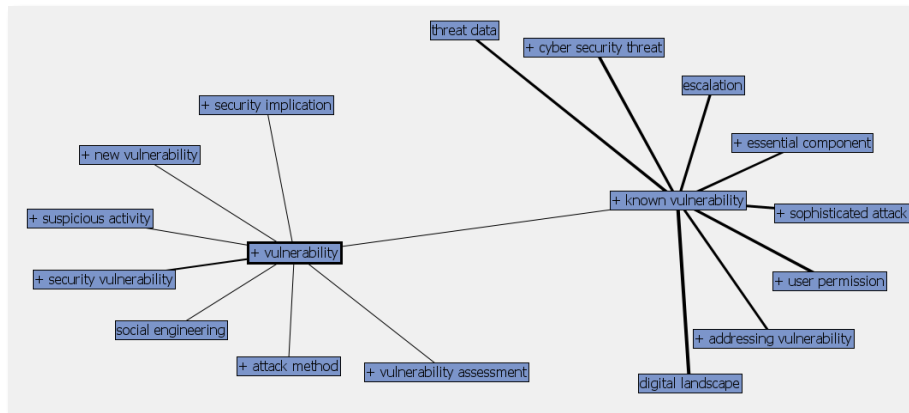 threat data
+ cyber security threat
escalation
+ security implication
+ essential component
+ new vulnerability
+ known vulnerability
+ sophisticated attack
+ suspicious activity
+ vulnerability
+ security vulnerability
+ user permission
social engineering
+ addressing vulnerability
+ attack method
+ vulnerability assessment
digital landscape